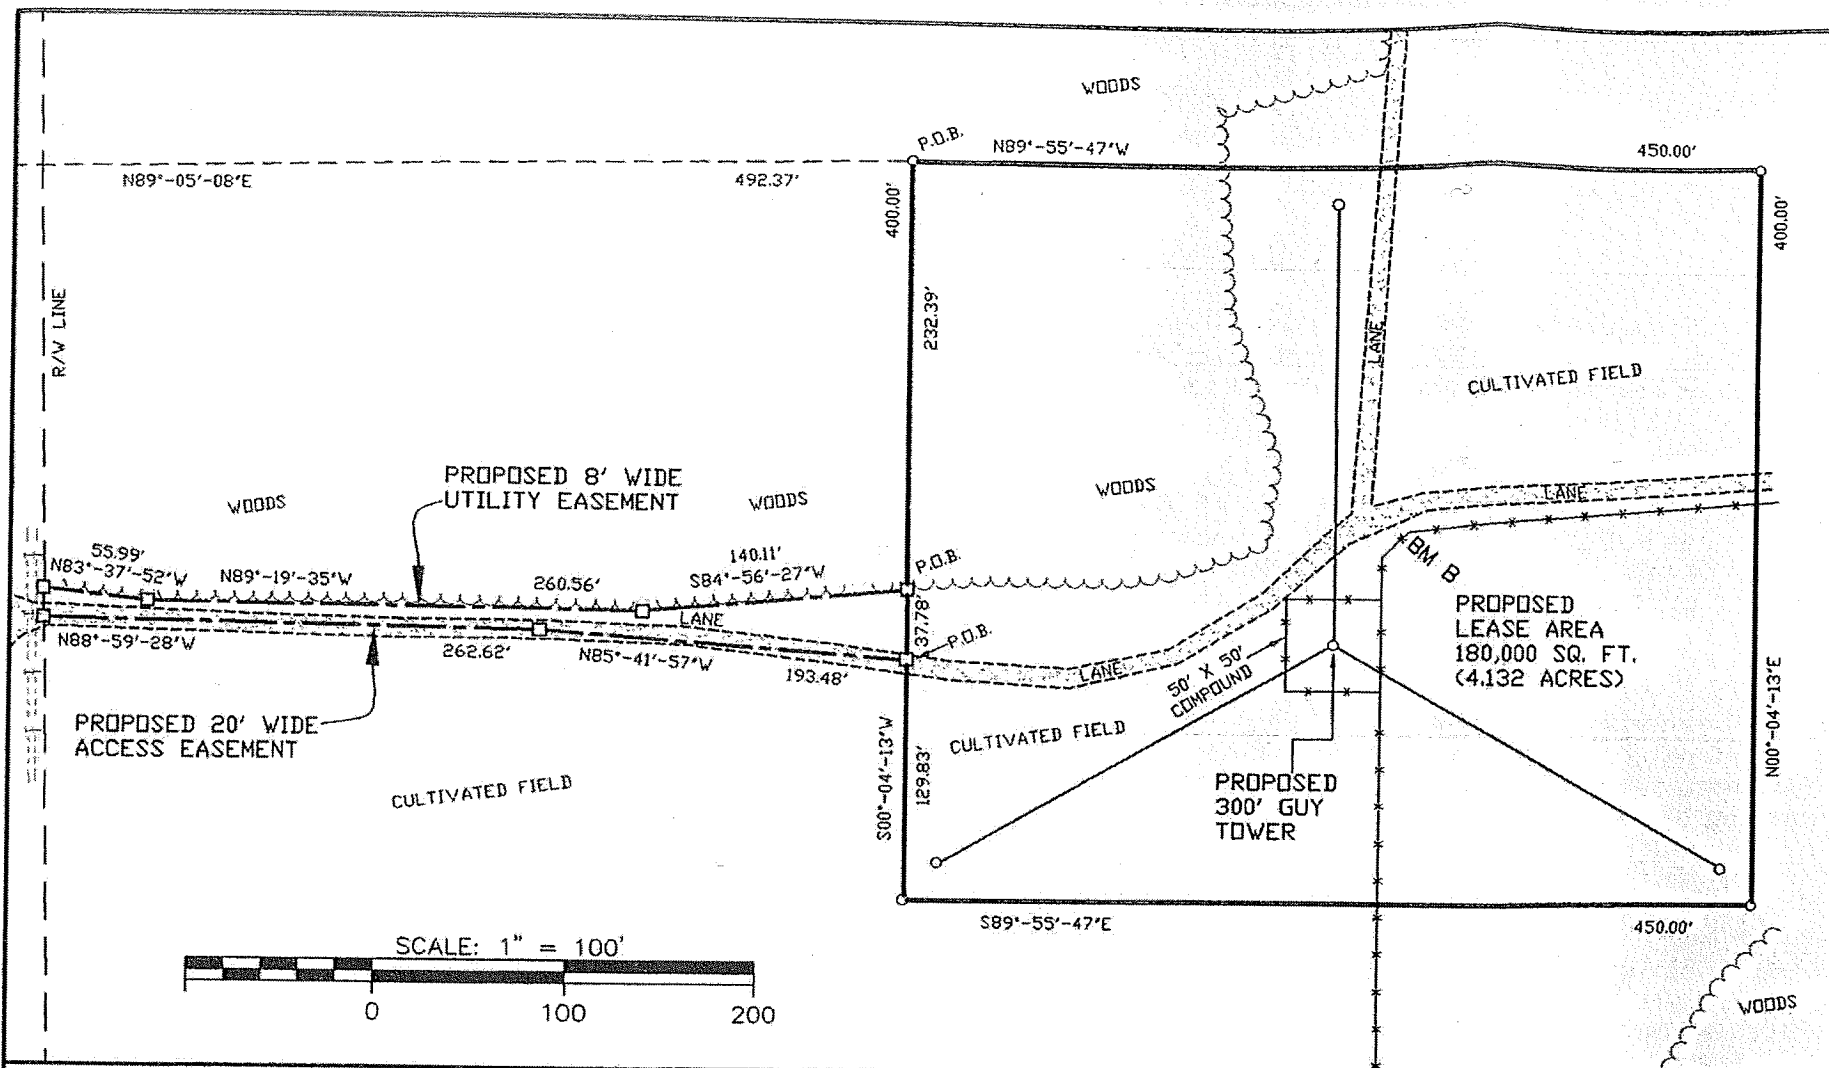 WOODS
P.O.B.
N89°-55'-47"W
450.00'
N89°-05'-08"E
492.37'
400.00'
400.00'
R/W LINE
232.39'
LANE
CULTIVATED FIELD
PROPOSED 8' WIDE
UTILITY EASEMENT
WOODS
WOODS
WOODS
LANE
55.99'
N83°-37'-52"W
N89°-19'-35"W
260.56'
140.11'
S84°-56'-27"W
P.O.B.
BM B
37.78'
LANE
P.O.B.
N88°-59'-28"W
262.62'
N85°-41'-57"W
193.48'
LANE
50' X 50'
COMPOUND
PROPOSED
LEASE AREA
180,000 SQ. FT.
(4.132 ACRES)
N00°-04'-13"E
PROPOSED 20' WIDE
ACCESS EASEMENT
S00°-04'-13"W
129.83'
CULTIVATED FIELD
CULTIVATED FIELD
PROPOSED
300' GUY
TOWER
S89°-55'-47"E
450.00'
SCALE: 1" = 100'
0
100
200
WOODS